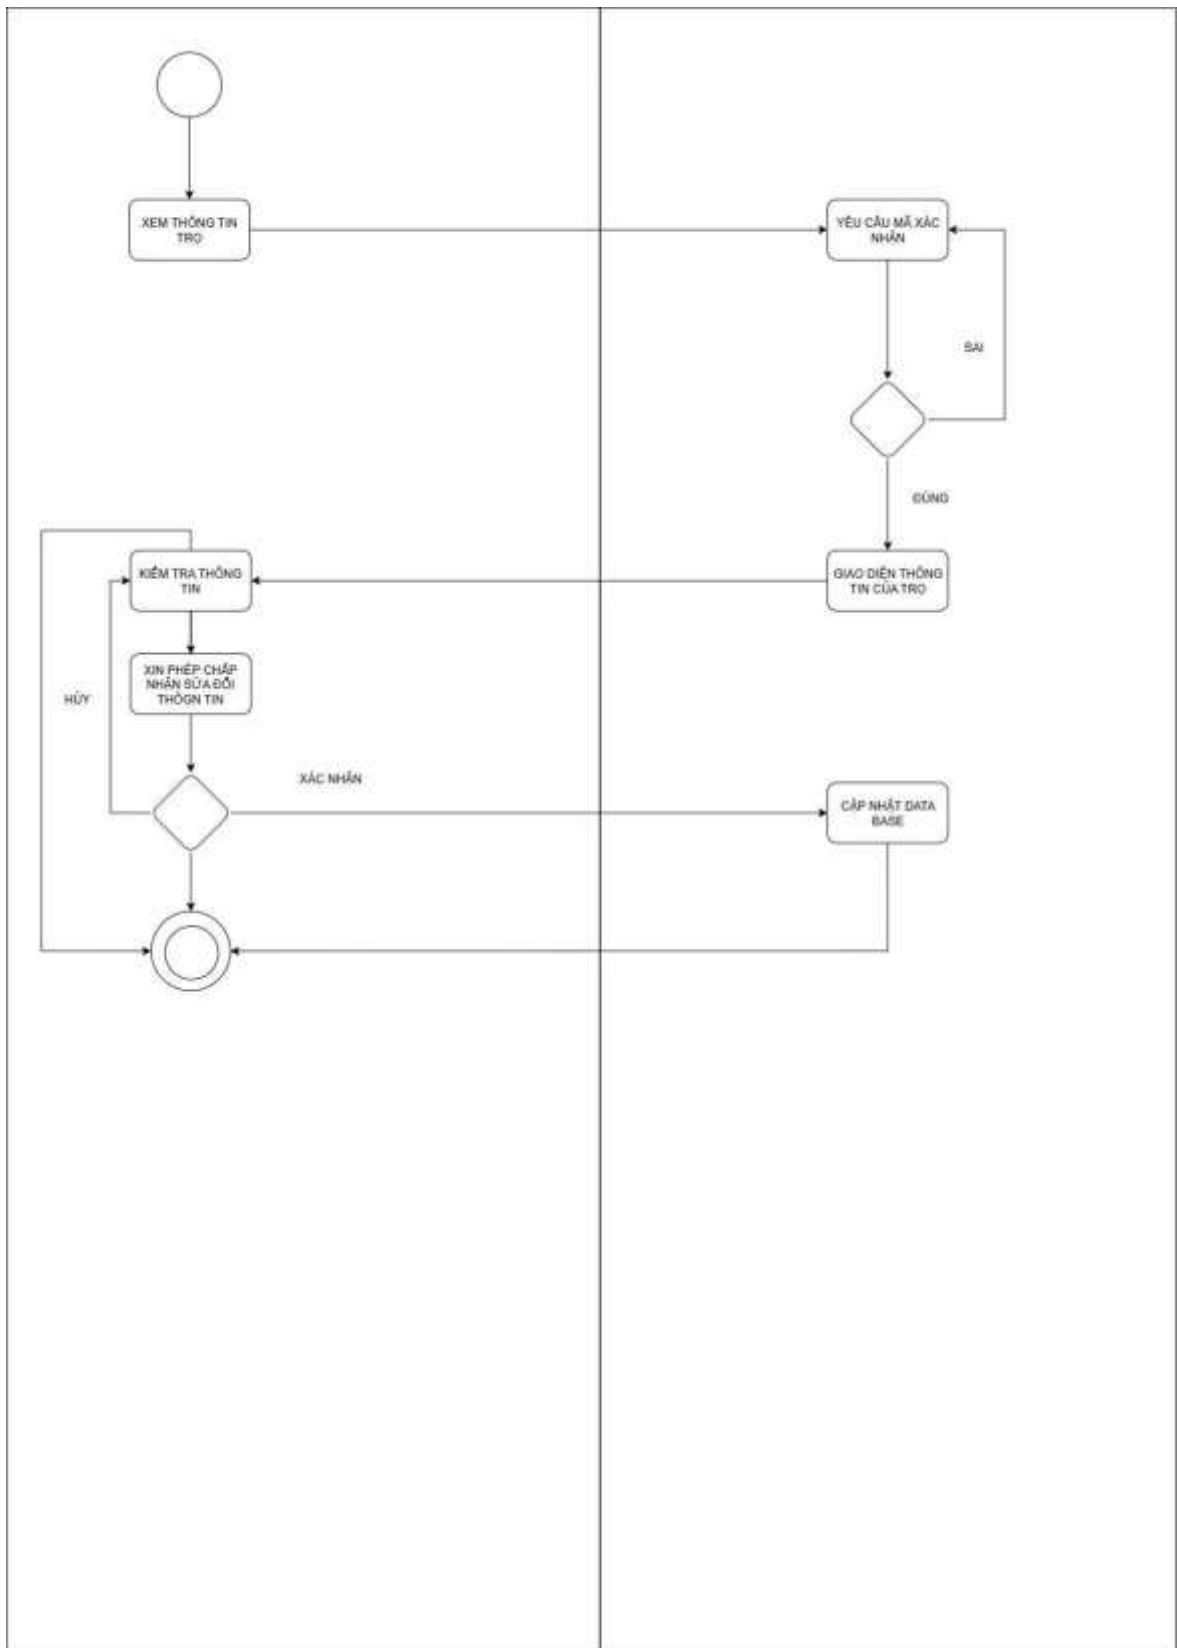 XEM THÔNG TIN
TRỌ
YÊU CẦU MÃ XÁC
NHẬN
SAI
ĐÚNG
KIỂM TRA THÔNG
TIN
GIAO DIỆN THÔNG
TIN CỦA TRỌ
XIN PHÉP CHẤP
NHẬN SỬA ĐỔI
THÔGN TIN
HỦY
XÁC NHẬN
CẬP NHẬT DATA
BASE